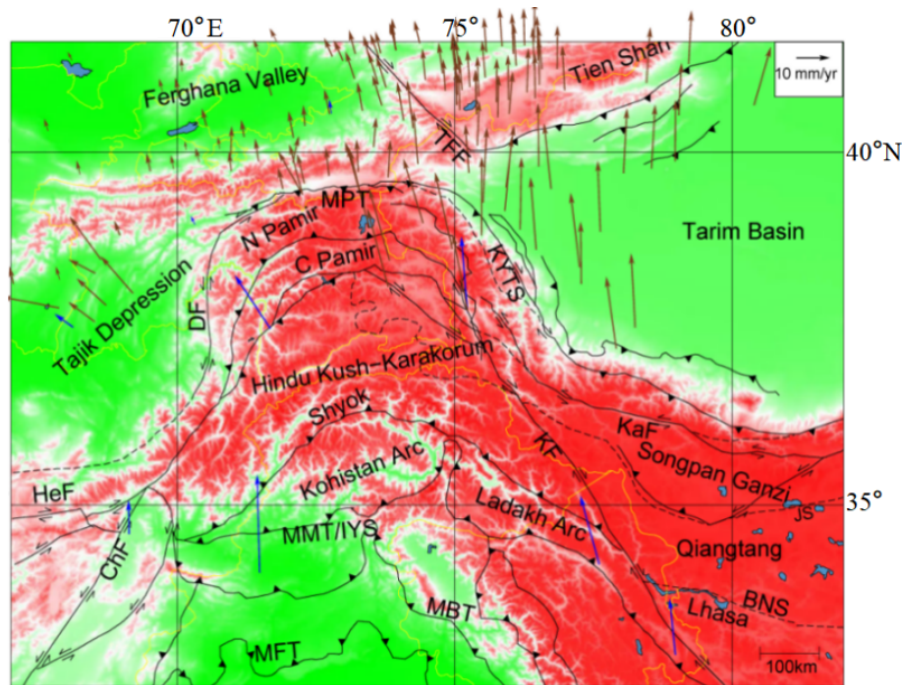 70°E
75°
80°
Ferghana Valley
Tien Shan
10 mm/yr
TFF
40°N
MPT
N Pamir
C Pamir
KYTS
Tarim Basin
DF
Tajik Depression
Hindu Kush-Karakorum
Shyok
KaF
KF
Songpan Ganzi
Kohistan Arc
HeF
Ladakh Arc
35°
JS
MMT/IYS
Qiangtang
ChF
BNS
Lhasa
MBT
MFT
100km